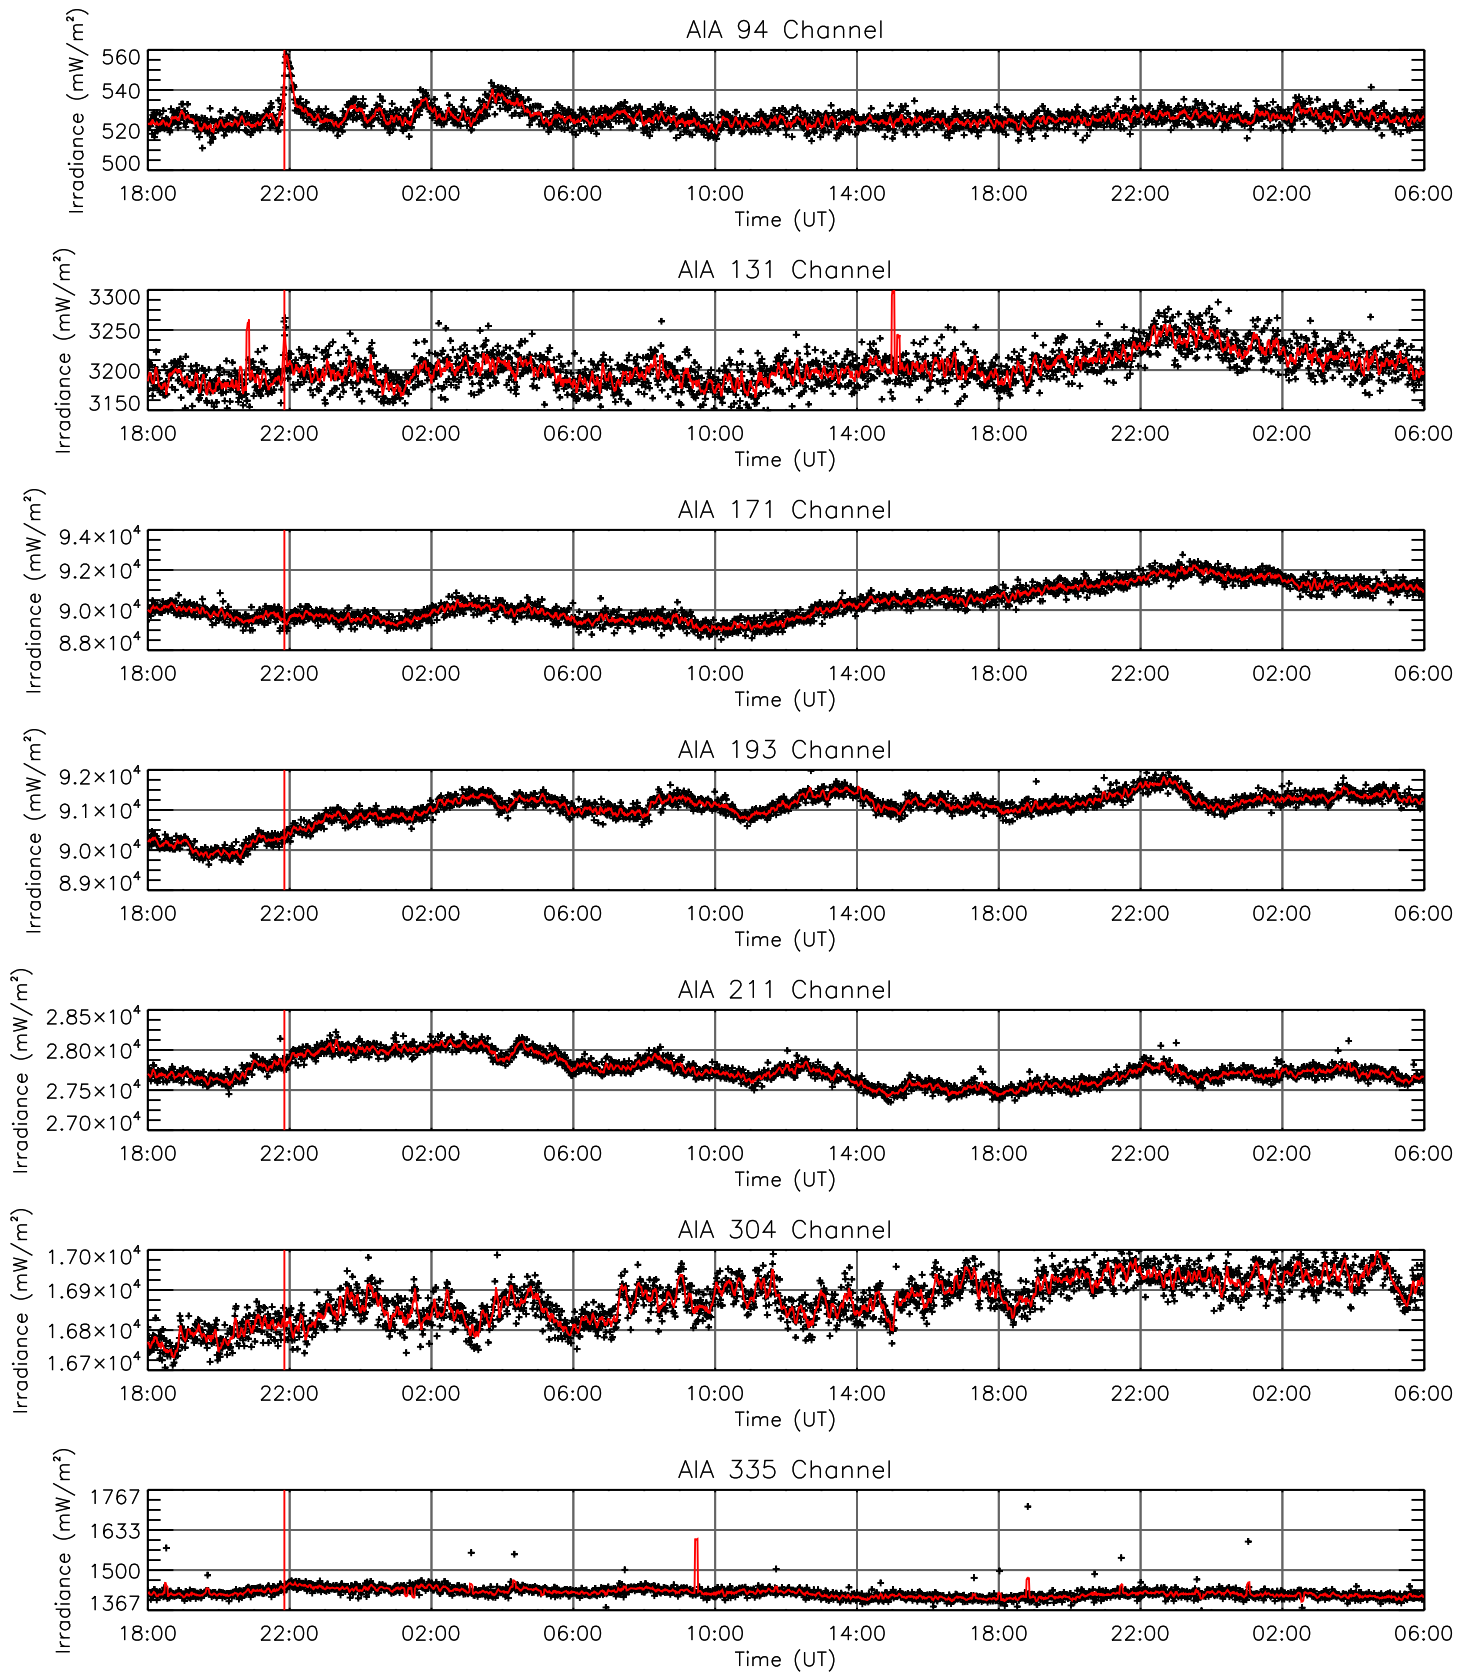 AIA 94 Channel
Irradiance (mW/m²)
560
540
520
500
18:00 22:00 02:00 06:00 10:00 14:00 18:00 22:00 02:00 06:00
Time (UT)
AIA 131 Channel
Irradiance (mW/m²)
3300
3250
3200
3150
18:00 22:00 02:00 06:00 10:00 14:00 18:00 22:00 02:00 06:00
Time (UT)
AIA 171 Channel
Irradiance (mW/m²)
9.4×10⁴
9.2×10⁴
9.0×10⁴
8.8×10⁴
18:00 22:00 02:00 06:00 10:00 14:00 18:00 22:00 02:00 06:00
Time (UT)
AIA 193 Channel
Irradiance (mW/m²)
9.2×10⁴
9.1×10⁴
9.0×10⁴
8.9×10⁴
18:00 22:00 02:00 06:00 10:00 14:00 18:00 22:00 02:00 06:00
Time (UT)
AIA 211 Channel
Irradiance (mW/m²)
2.85×10⁴
2.80×10⁴
2.75×10⁴
2.70×10⁴
18:00 22:00 02:00 06:00 10:00 14:00 18:00 22:00 02:00 06:00
Time (UT)
AIA 304 Channel
Irradiance (mW/m²)
1.70×10⁴
1.69×10⁴
1.68×10⁴
1.67×10⁴
18:00 22:00 02:00 06:00 10:00 14:00 18:00 22:00 02:00 06:00
Time (UT)
AIA 335 Channel
Irradiance (mW/m²)
1767
1633
1500
1367
18:00 22:00 02:00 06:00 10:00 14:00 18:00 22:00 02:00 06:00
Time (UT)